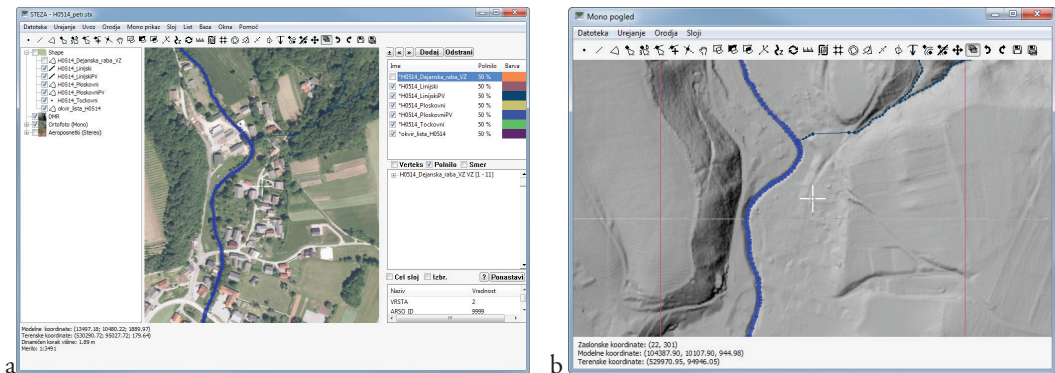 STEZA - H0514_petr.stx
Datoteka Urejanje Uvoz Orodja Mono prikaz Sloj List Baza Okna Pomoč
Shape
H0514_Dejanska_raba_VZ
H0514_Linijski
H0514_LinijskiPV
H0514_Ploskovni
H0514_PloskovniPV
H0514_Tockovni
okvir_lista_H0514
DMR
Ortofoto (Mono)
Aeroposnetki (Stereo)
± « » Dodaj Odstrani
Ime Polnilo Barva
*H0514_Dejanska_raba_VZ 50 %
*H0514_Linijski 50 %
*H0514_LinijskiPV 50 %
*H0514_Ploskovni 50 %
*H0514_PloskovniPV 50 %
*H0514_Tockovni 50 %
*okvir_lista_H0514 50 %
Verteks Polnilo Smer
H0514_Dejanska_raba_VZ VZ [1 - 11]
Cel sloj Izbr. ? Ponastavi
Naziv Vrednost
VRSTA 2
ARSO_ID 9999
Modelne koordinate: (13497.18; 10480.22; 1889.97)
Terenske koordinate: (530290.72; 95027.72; 179.64)
Dinamičen korak višine: 1.89 m
Merilo: 1:3491
a
Mono pogled
Datoteka Urejanje Orodja Sloji
Zaslonske koordinate: (22, 301)
Modelne koordinate: (104387.90, 10107.90, 944.98)
Terenske koordinate: (529970.95, 94946.05)
b